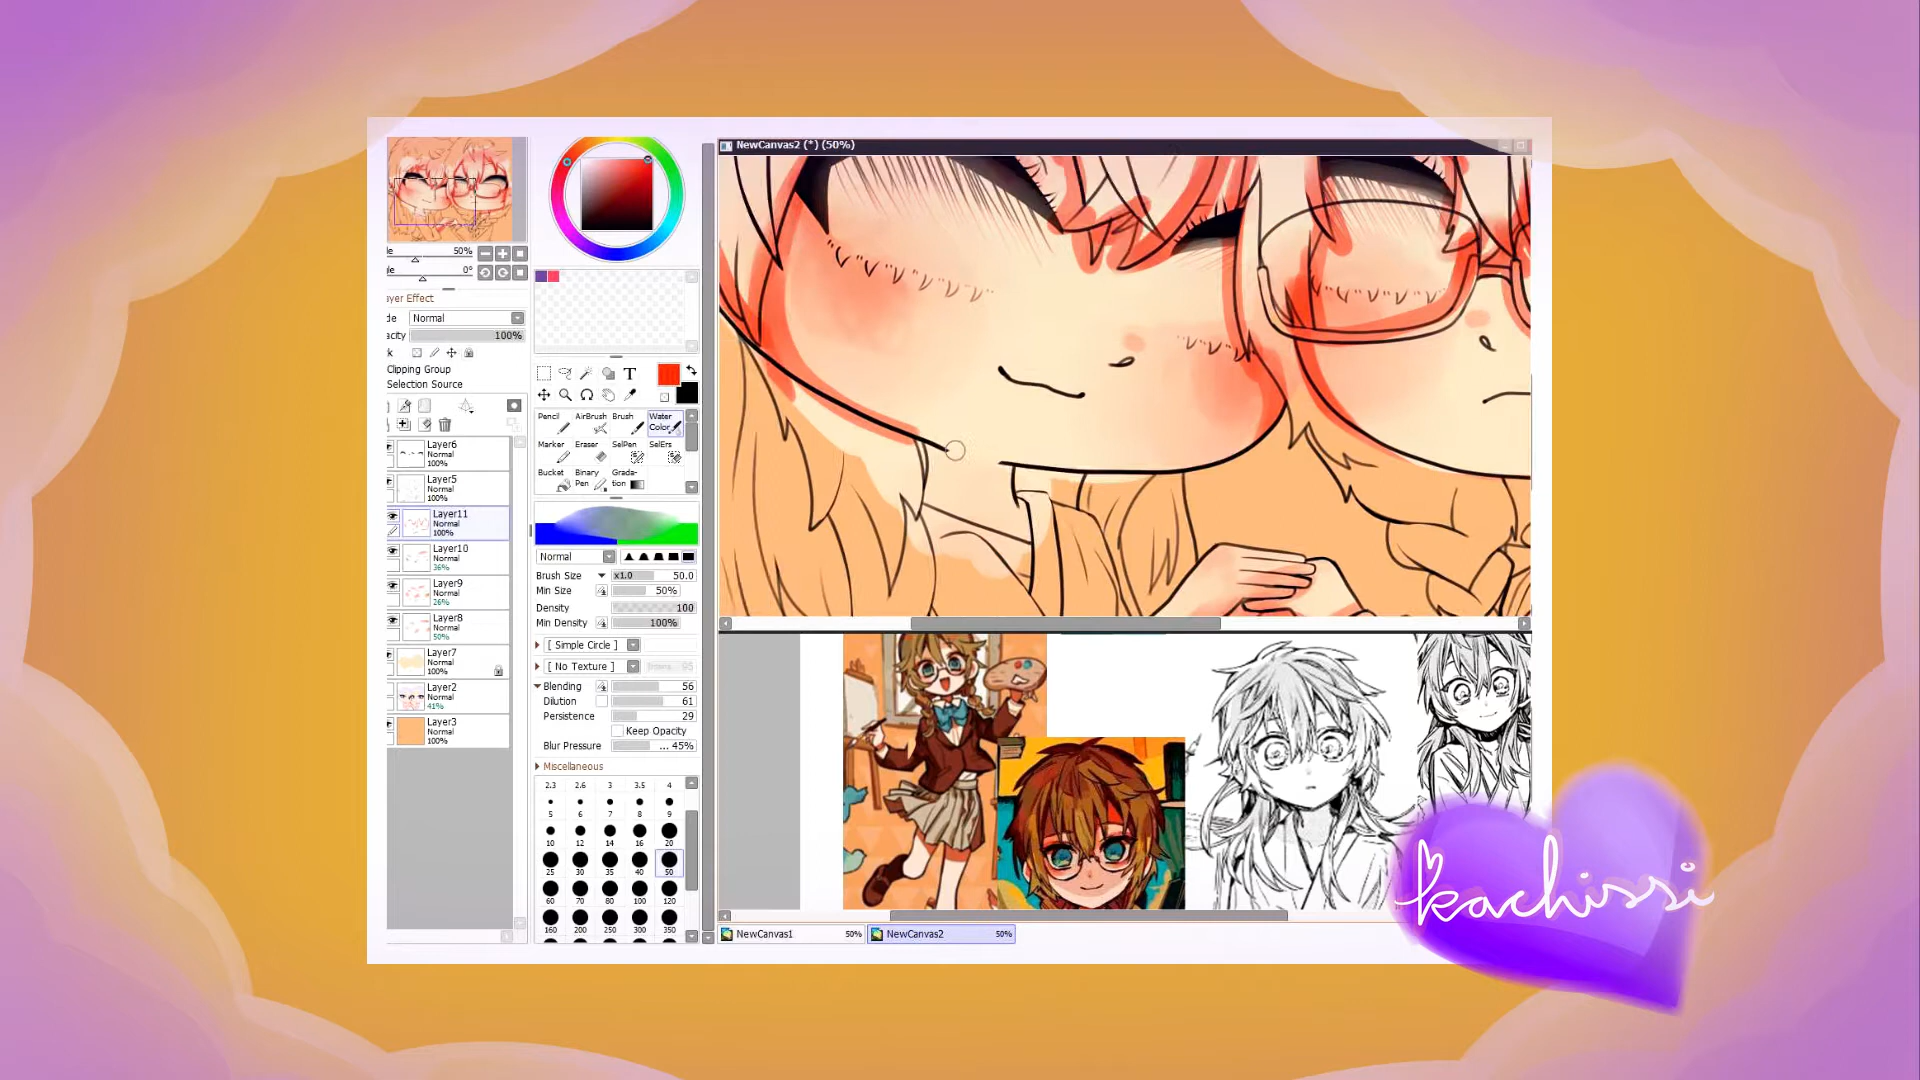 NewCanvas2 (*) (50%)
50%
0°
ayer Effect
de Normal
acity 100%
k
Clipping Group
Selection Source
Layer6
Normal
100%
Layer5
Normal
100%
Layer11
Normal
100%
Layer10
Normal
36%
Layer9
Normal
26%
Layer8
Normal
50%
Layer7
Normal
100%
Layer2
Normal
41%
Layer3
Normal
100%
T
Pencil AirBrush Brush Water Color
Marker Eraser SelPen SelErs
Bucket Binary Pen Grada-tion
Normal
Brush Size x1.0 50.0
Min Size 50%
Density 100
Min Density 100%
[ Simple Circle ]
[ No Texture ] 95
Blending 56
Dilution 61
Persistence 29
Keep Opacity
Blur Pressure ... 45%
Miscellaneous
2.3 2.6 3 3.5 4
5 6 7 8 9
10 12 14 16 20
25 30 35 40 50
60 70 80 100 120
160 200 250 300 350
NewCanvas1 50% NewCanvas2 50%
kachissi